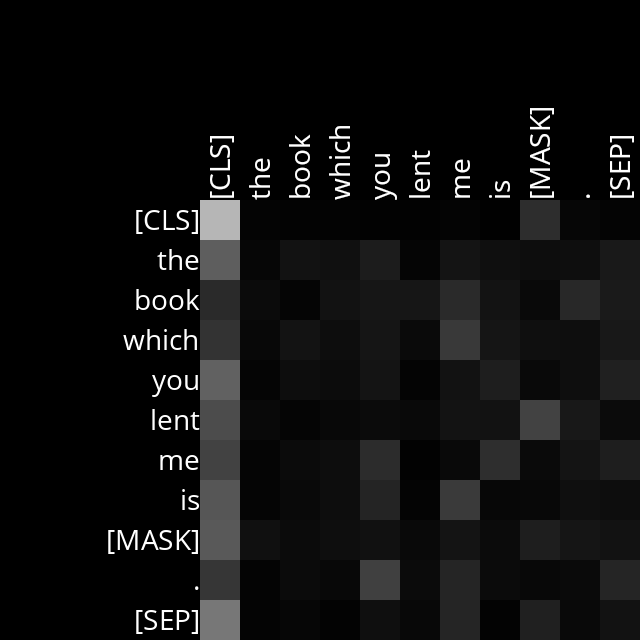 [CLS] the book which you lent me is [MASK] . [SEP]
[CLS]
the
book
which
you
lent
me
is
[MASK]
.
[SEP]